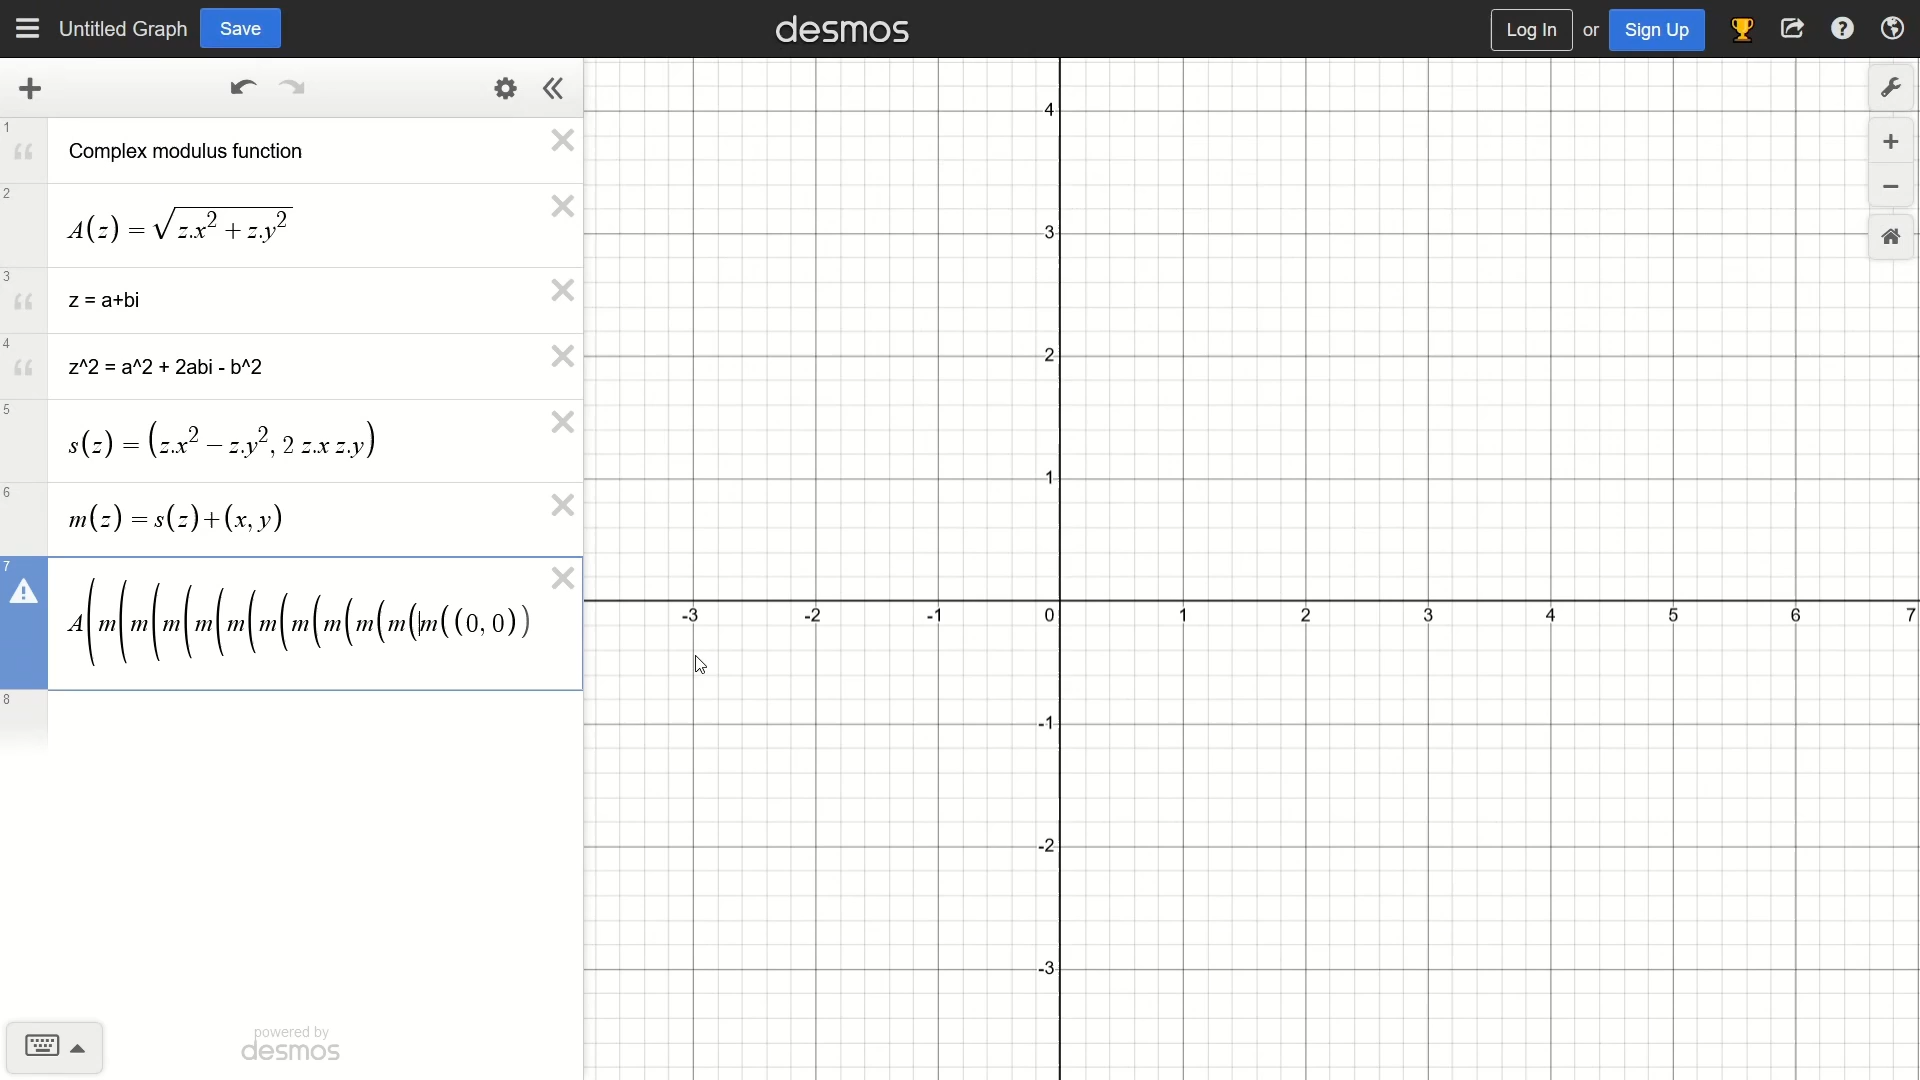 Untitled Graph Save desmos Log In or Sign Up
1
Complex modulus function
2
A(z) = √(z.x² + z.y²)
3
z = a+bi
4
z^2 = a^2 + 2abi - b^2
5
s(z) = (z.x² − z.y², 2 z.x z.y)
6
m(z) = s(z)+(x, y)
7
A(m(m(m(m(m(m(m(m(m(m(m((0, 0))
8
powered by
desmos
4
3
2
1
-3 -2 -1 0 1 2 3 4 5 6 7
-1
-2
-3